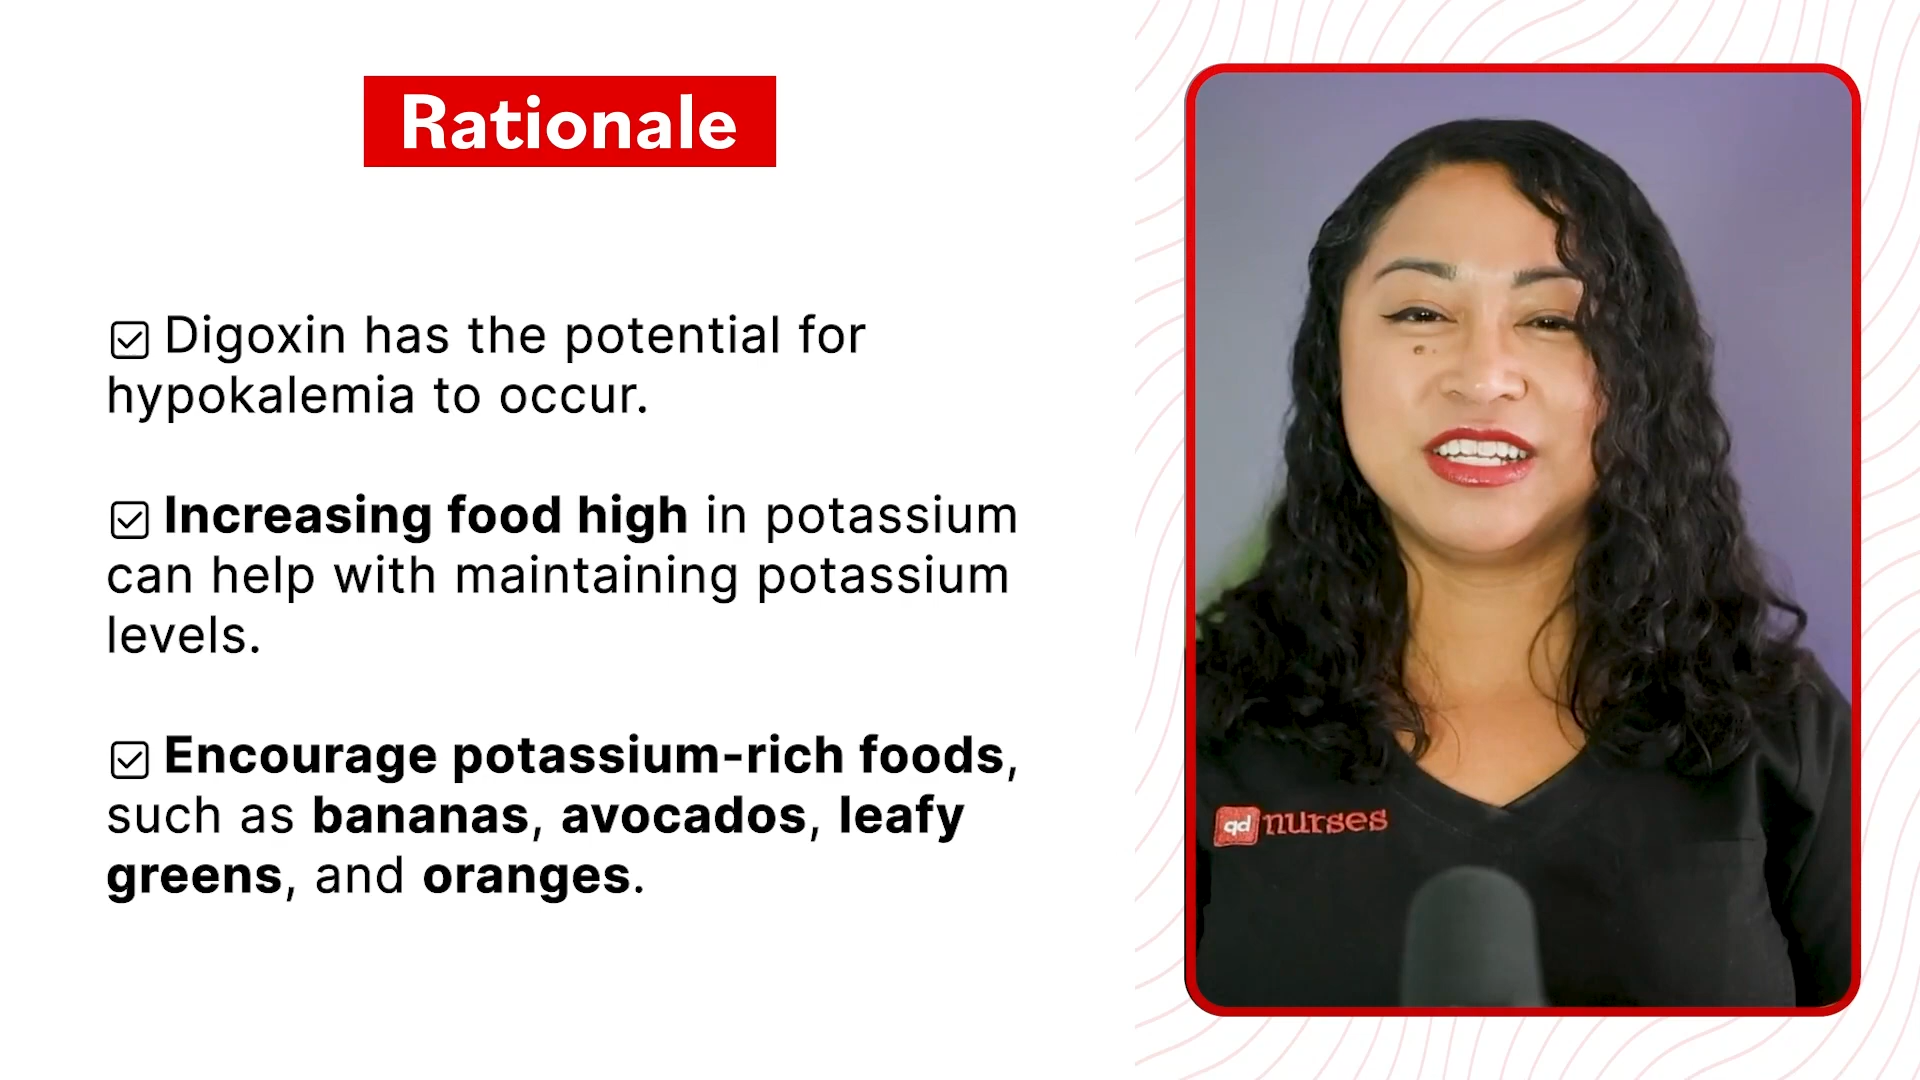 Rationale
Digoxin has the potential for
hypokalemia to occur.
Increasing food high in potassium
can help with maintaining potassium
levels.
Encourage potassium-rich foods,
such as bananas, avocados, leafy
greens, and oranges.
qd nurses